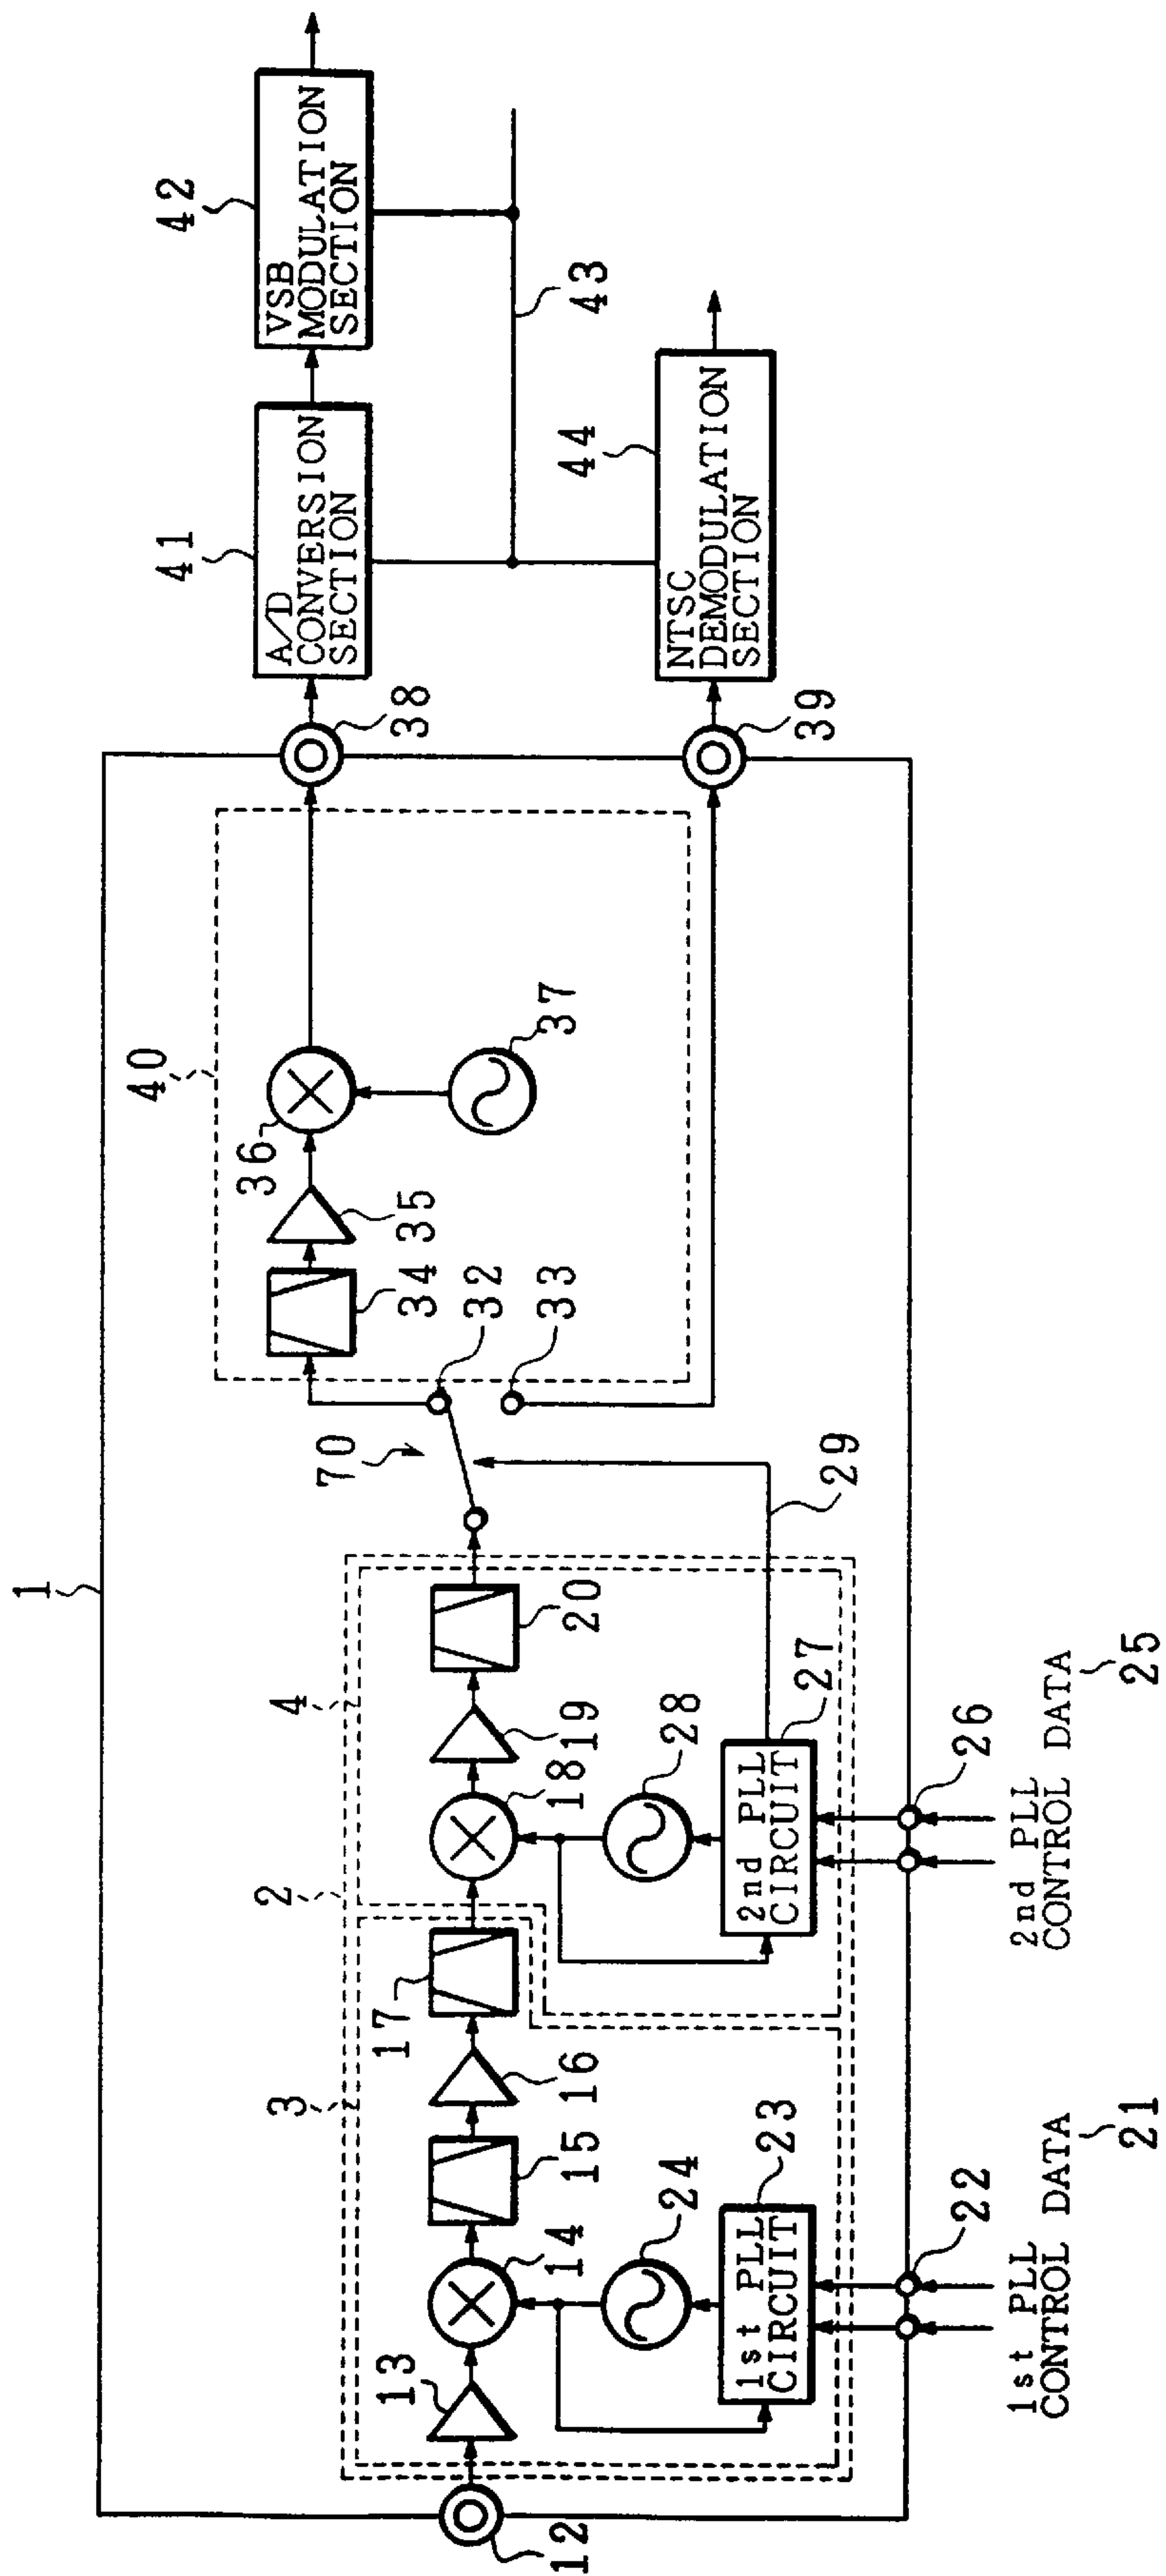 1
42
VSB
MODULATION
SECTION
41
A/D
CONVERSION
SECTION
43
44
NTSC
DEMODULATION
SECTION
38
39
40
36
37
35
34
32
33
70
29
2
4
3
20
19
18
28
27
2nd PLL
CIRCUIT
17
16
15
14
13
24
23
1st PLL
CIRCUIT
12
26
2nd PLL
CONTROL DATA
25
22
1st PLL
CONTROL DATA
21